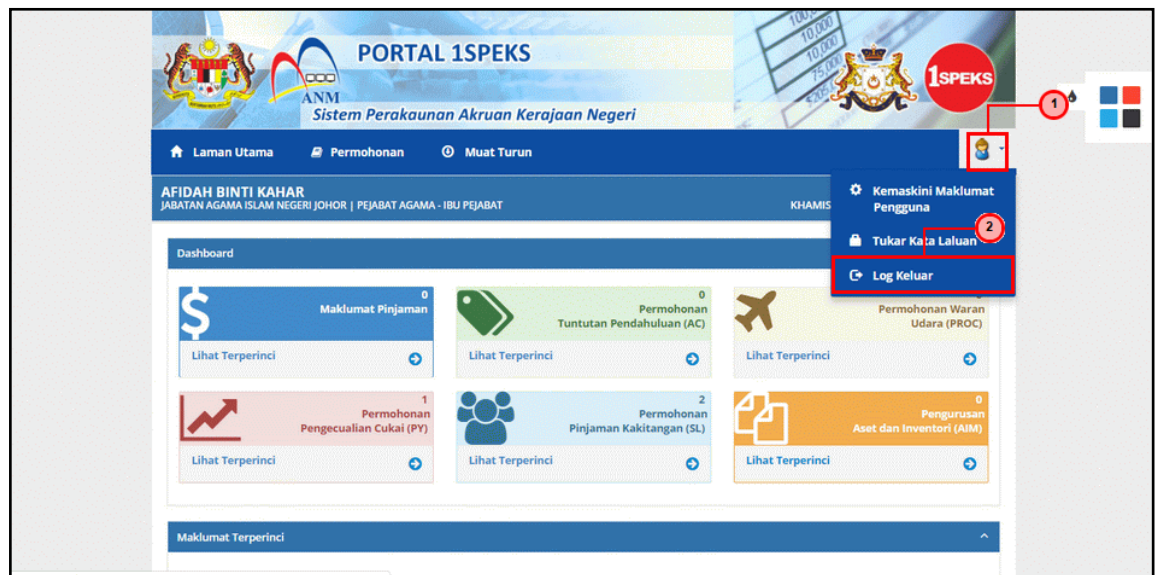 PORTAL 1SPEKS
ANM
Sistem Perakaunan Akruan Kerajaan Negeri
1SPEKS
1
Laman Utama
Permohonan
Muat Turun
AFIDAH BINTI KAHAR
JABATAN AGAMA ISLAM NEGERI JOHOR | PEJABAT AGAMA - IBU PEJABAT
KHAMIS
Kemaskini Maklumat
Pengguna
2
Tukar Kata Laluan
Log Keluar
Dashboard
0
Maklumat Pinjaman
Lihat Terperinci
0
Permohonan
Tuntutan Pendahuluan (AC)
Lihat Terperinci
Permohonan Waran
Udara (PROC)
Lihat Terperinci
1
Permohonan
Pengecualian Cukai (PY)
Lihat Terperinci
2
Permohonan
Pinjaman Kakitangan (SL)
Lihat Terperinci
0
Pengurusan
Aset dan Inventori (AIM)
Lihat Terperinci
Maklumat Terperinci